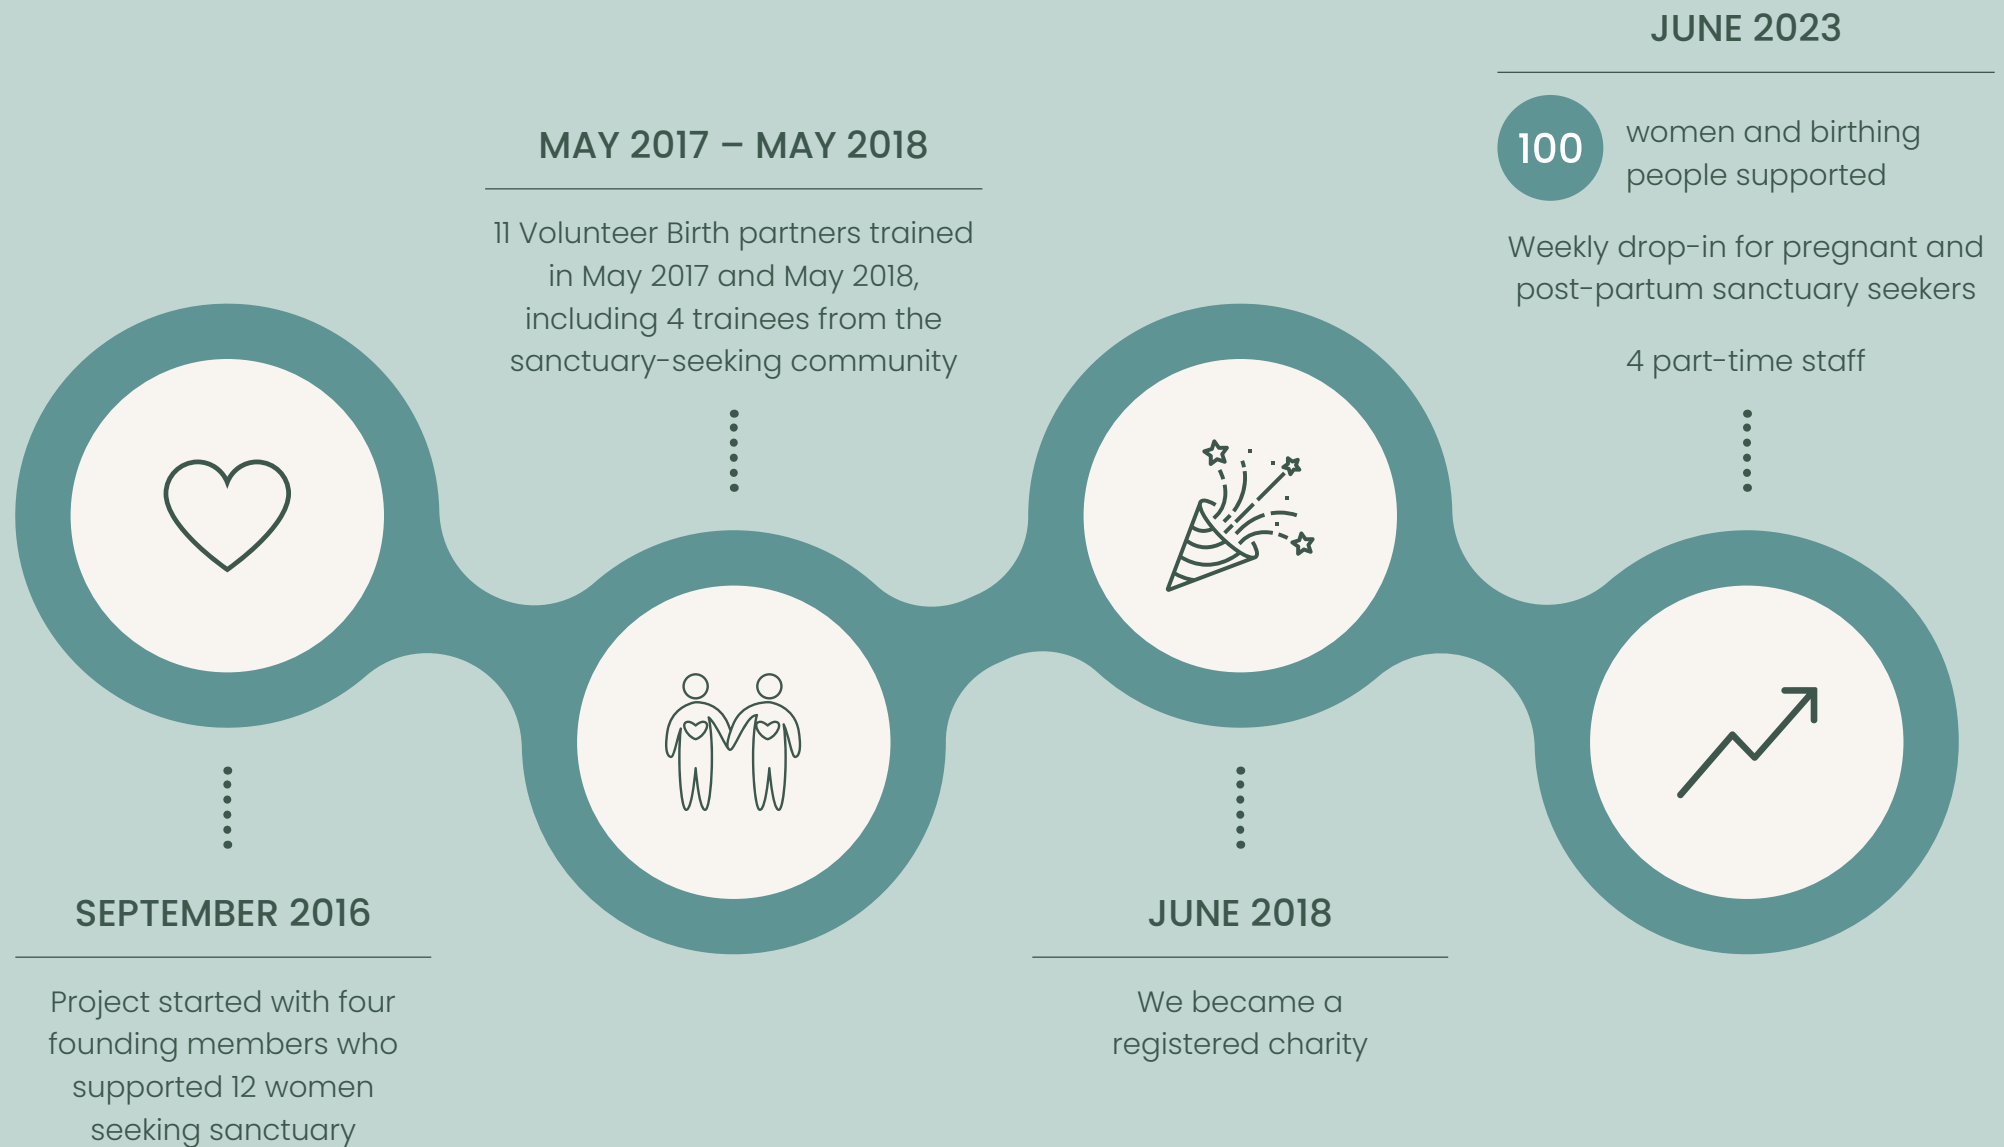 SEPTEMBER 2016
Project started with four
founding members who
supported 12 women
seeking sanctuary
MAY 2017 – MAY 2018
11 Volunteer Birth partners trained
in May 2017 and May 2018,
including 4 trainees from the
sanctuary-seeking community
JUNE 2018
We became a
registered charity
JUNE 2023
100
women and birthing
people supported
Weekly drop-in for pregnant and
post-partum sanctuary seekers
4 part-time staff